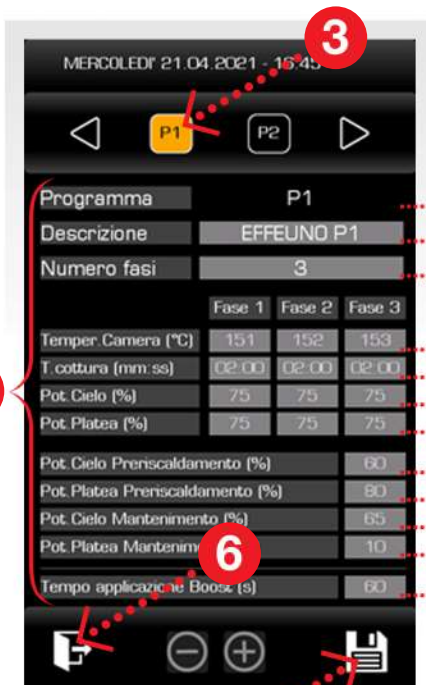 3
MERCOLEDI' 21.04.2021 - 16:45
P1 P2
Programma P1
Descrizione EFFEUNO P1
Numero fasi 3
Fase 1 Fase 2 Fase 3
Temper.Camera (°C) 151 152 153
T.cottura (mm:ss) 02:00 02:00 02:00
Pot.Cielo (%) 75 75 75
Pot.Platea (%) 75 75 75
Pot.Cielo Preriscaldamento (%) 60
Pot.Platea Preriscaldamento (%) 80
Pot.Cielo Mantenimento (%) 65
Pot.Platea Mantenim 10
6
Tempo applicazione Boost (s) 60